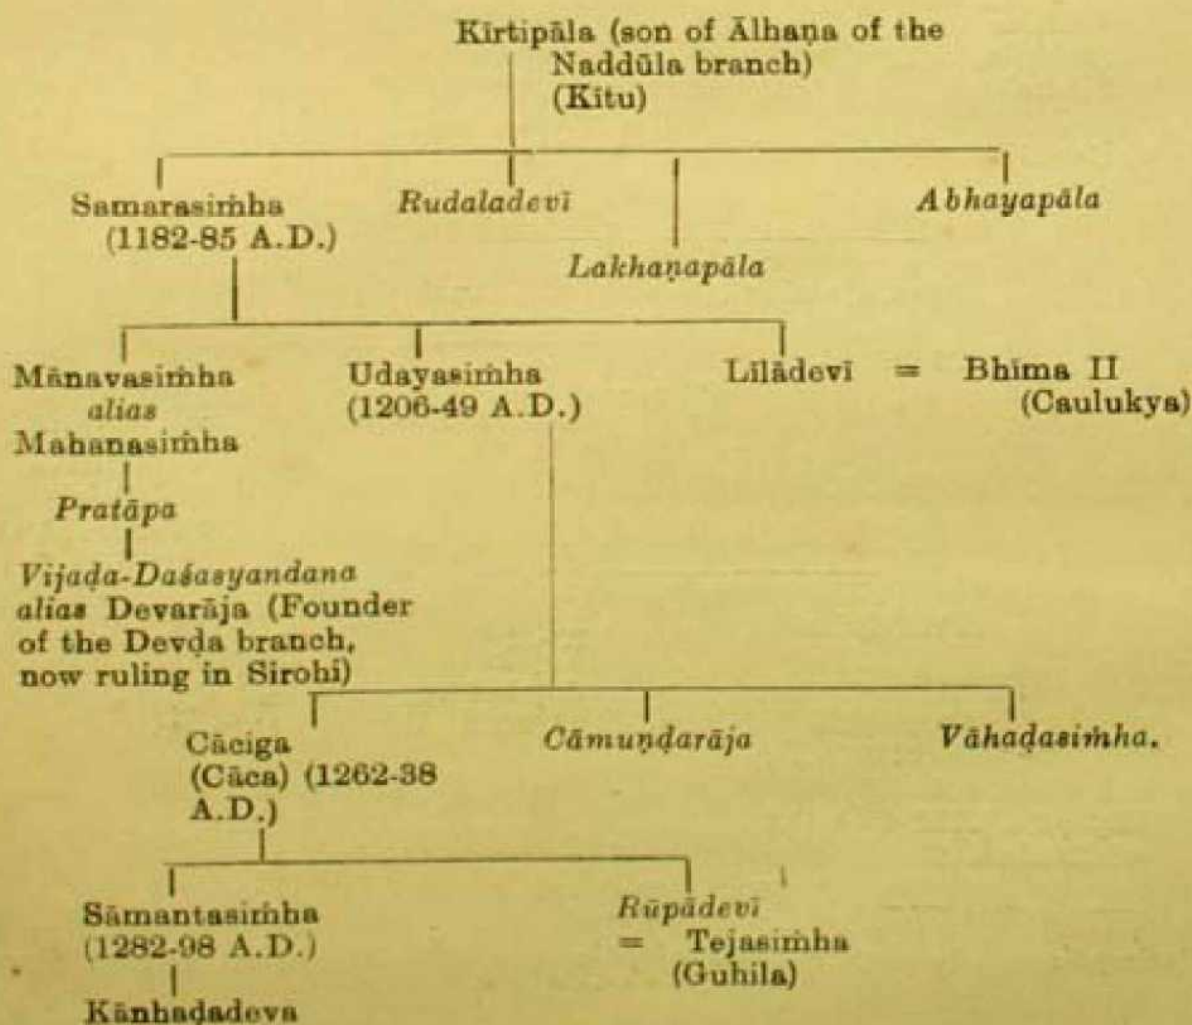 Kīrtipāla (son of Ālhaṇa of the
Naddūla branch)
(Kītu)
Samarasiṁha
(1182-85 A.D.)
Rudaladevī
Lakhaṇapāla
Abhayapāla
Mānavasiṁha
alias
Mahanasiṁha
Udayasiṁha
(1206-49 A.D.)
Līlādevī = Bhīma II
(Caulukya)
Pratāpa
Vijaḍa-Daśasyandana
alias Devarāja (Founder
of the Devḍa branch,
now ruling in Sirohi)
Cāciga
(Cāca) (1262-38
A.D.)
Cāmuṇḍarāja
Vāhaḍasiṁha.
Sāmantasiṁha
(1282-98 A.D.)
Rūpādevī
= Tejasiṁha
(Guhila)
Kānhaḍadeva